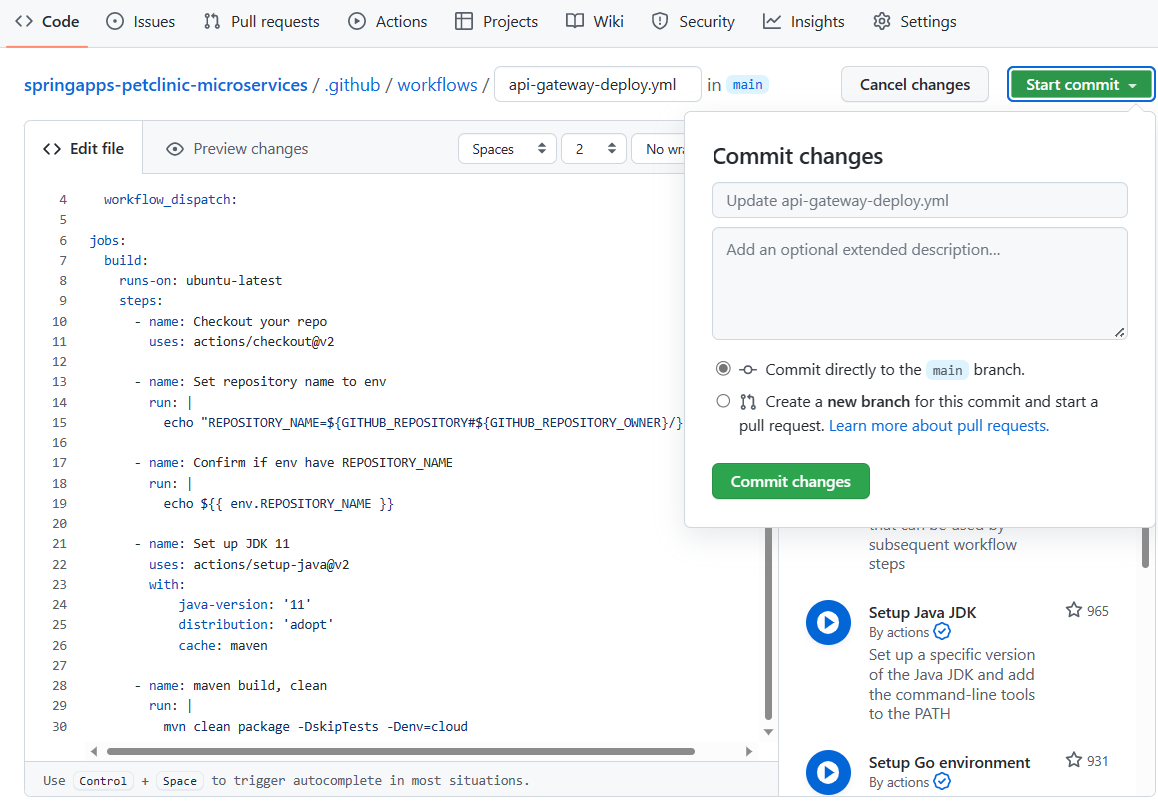 Code Issues Pull requests Actions Projects Wiki Security Insights Settings
springapps-petclinic-microservices / .github / workflows / api-gateway-deploy.yml in main Cancel changes Start commit
Edit file Preview changes Spaces 2 No wra
4 workflow_dispatch:
5
6 jobs:
7 build:
8 runs-on: ubuntu-latest
9 steps:
10 - name: Checkout your repo
11 uses: actions/checkout@v2
12
13 - name: Set repository name to env
14 run: |
15 echo "REPOSITORY_NAME=${GITHUB_REPOSITORY#${GITHUB_REPOSITORY_OWNER}/}
16
17 - name: Confirm if env have REPOSITORY_NAME
18 run: |
19 echo ${{ env.REPOSITORY_NAME }}
20
21 - name: Set up JDK 11
22 uses: actions/setup-java@v2
23 with:
24 java-version: '11'
25 distribution: 'adopt'
26 cache: maven
27
28 - name: maven build, clean
29 run: |
30 mvn clean package -DskipTests -Denv=cloud
Use Control + Space to trigger autocomplete in most situations.
Commit changes
Update api-gateway-deploy.yml
Add an optional extended description...
Commit directly to the main branch.
Create a new branch for this commit and start a
pull request. Learn more about pull requests.
Commit changes
that can be used by
subsequent workflow
steps
Setup Java JDK 965
By actions
Set up a specific version
of the Java JDK and add
the command-line tools
to the PATH
Setup Go environment 931
By actions